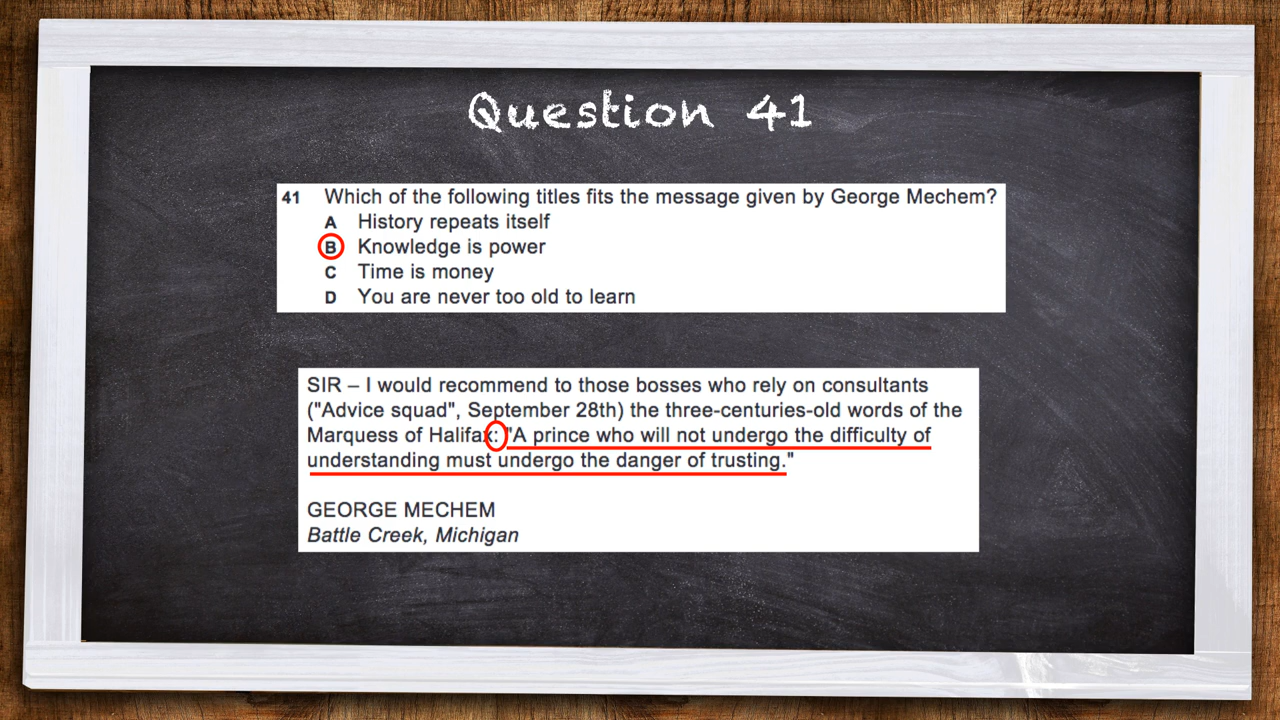 Question 41
41 Which of the following titles fits the message given by George Mechem?
A History repeats itself
B Knowledge is power
C Time is money
D You are never too old to learn
SIR – I would recommend to those bosses who rely on consultants
("Advice squad", September 28th) the three-centuries-old words of the
Marquess of Halifax: "A prince who will not undergo the difficulty of
understanding must undergo the danger of trusting."
GEORGE MECHEM
Battle Creek, Michigan